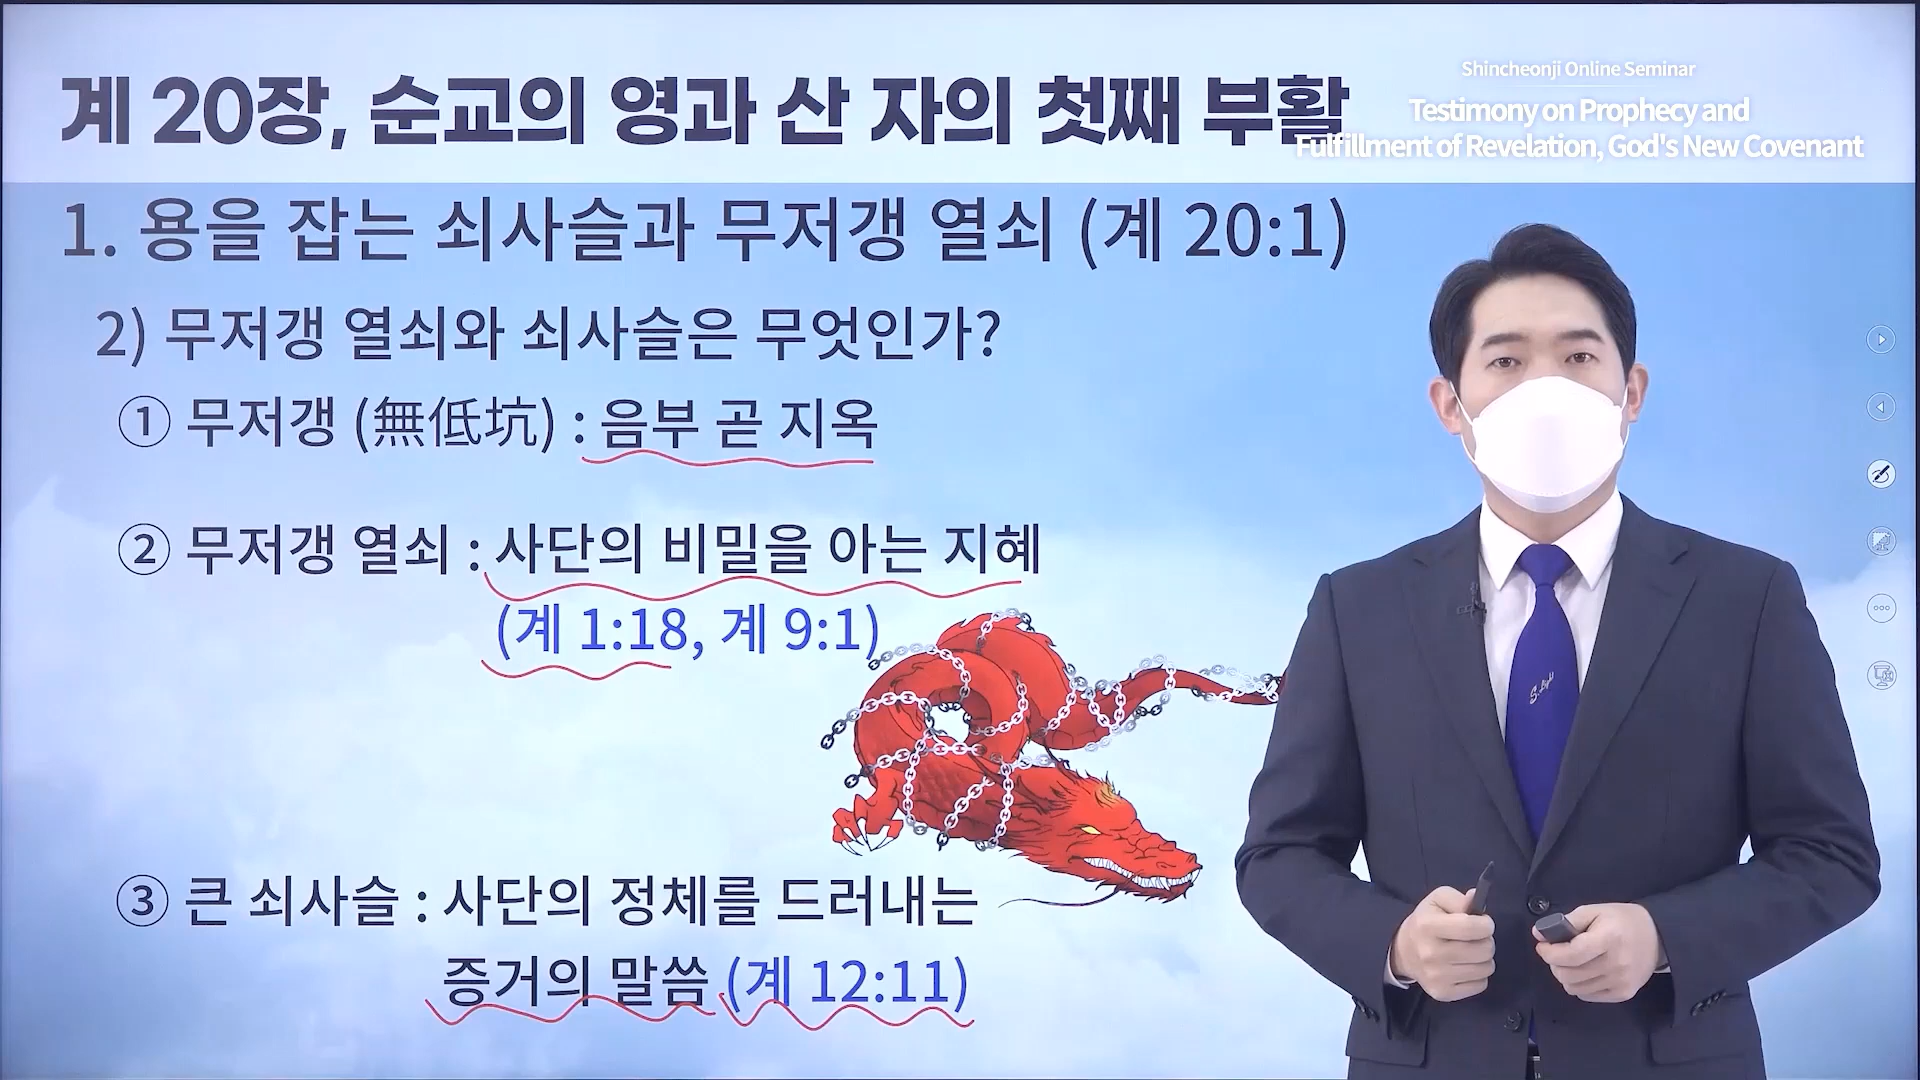 계 20장, 순교의 영과 산 자의 첫째 부활
Shincheonji Online Seminar
Testimony on Prophecy and
Fulfillment of Revelation, God's New Covenant
1. 용을 잡는 쇠사슬과 무저갱 열쇠 (계 20:1)
2) 무저갱 열쇠와 쇠사슬은 무엇인가?
① 무저갱 (無低坑) : 음부 곧 지옥
② 무저갱 열쇠 : 사단의 비밀을 아는 지혜
(계 1:18, 계 9:1)
③ 큰 쇠사슬 : 사단의 정체를 드러내는
증거의 말씀 (계 12:11)